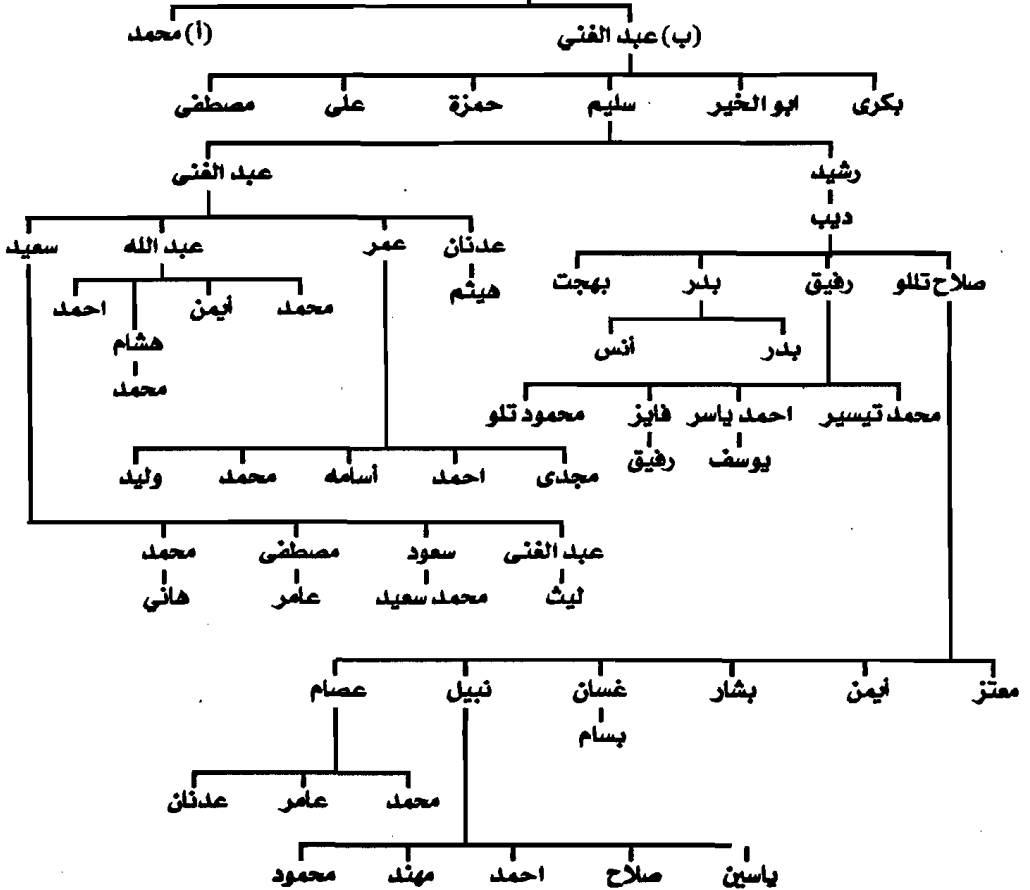 (أ) محمد
(ب) عبد الغني
بكرى ابو الخير سليم حمزة على مصطفى
رشيد عبد الغنى
ديب
عدنان عمر عبد الله سعيد
صلاح تللو رفيق بدر بهجت
هيثم
محمد أيمن احمد
هشام
بدر أنس
محمد
محمد تيسير احمد ياسر فايز محمود تلو
يوسف رفيق
مجدى احمد أسامه محمد وليد
عبد الغنى سعود مصطفى محمد
ليث محمد سعيد عامر هاني
معتز أيمن بشار غسان نبيل عصام
بسام
محمد عامر عدنان
ياسين صلاح احمد مهند محمود